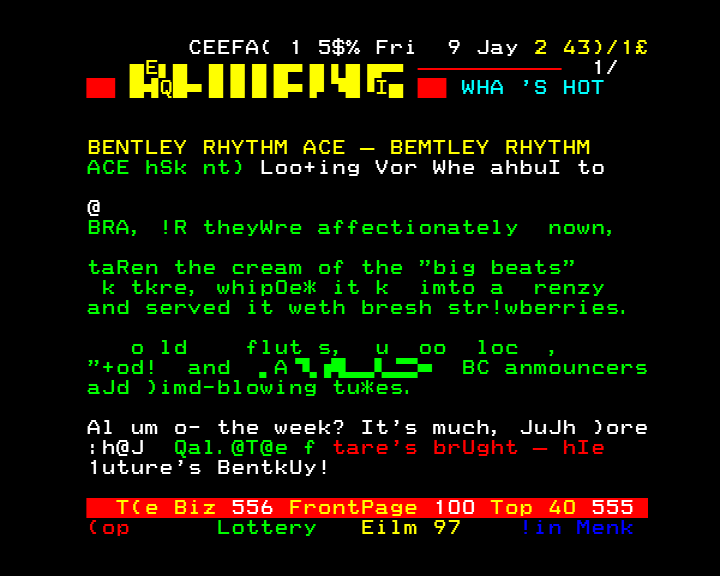 CEEFA( 1 5$% Fri  9 Jay 2 43)/1£
1/
WHA 'S HOT
BENTLEY RHYTHM ACE – BEMTLEY RHYTHM
ACE hSk nt) Loo+ing Vor Whe ahbuI to
@
BRA, !R theyWre affectionately  nown,
taRen the cream of the "big beats"
k tkre, whipOe* it k  imto a  renzy
and served it weth bresh str!wberries.
o ld    flut s,  u  oo  loc  ,
"+od!  and   A  BC anmouncers
aJd )imd-blowing tu*es.
Al um o- the week? It's much, JuJh )ore
:h@J  Qal.@T@e f tare's brUght – hIe
1uture's BentkUy!
T(e Biz 556 FrontPage 100 Top 40 555
(op      Lottery   Eilm 97    !in Menk